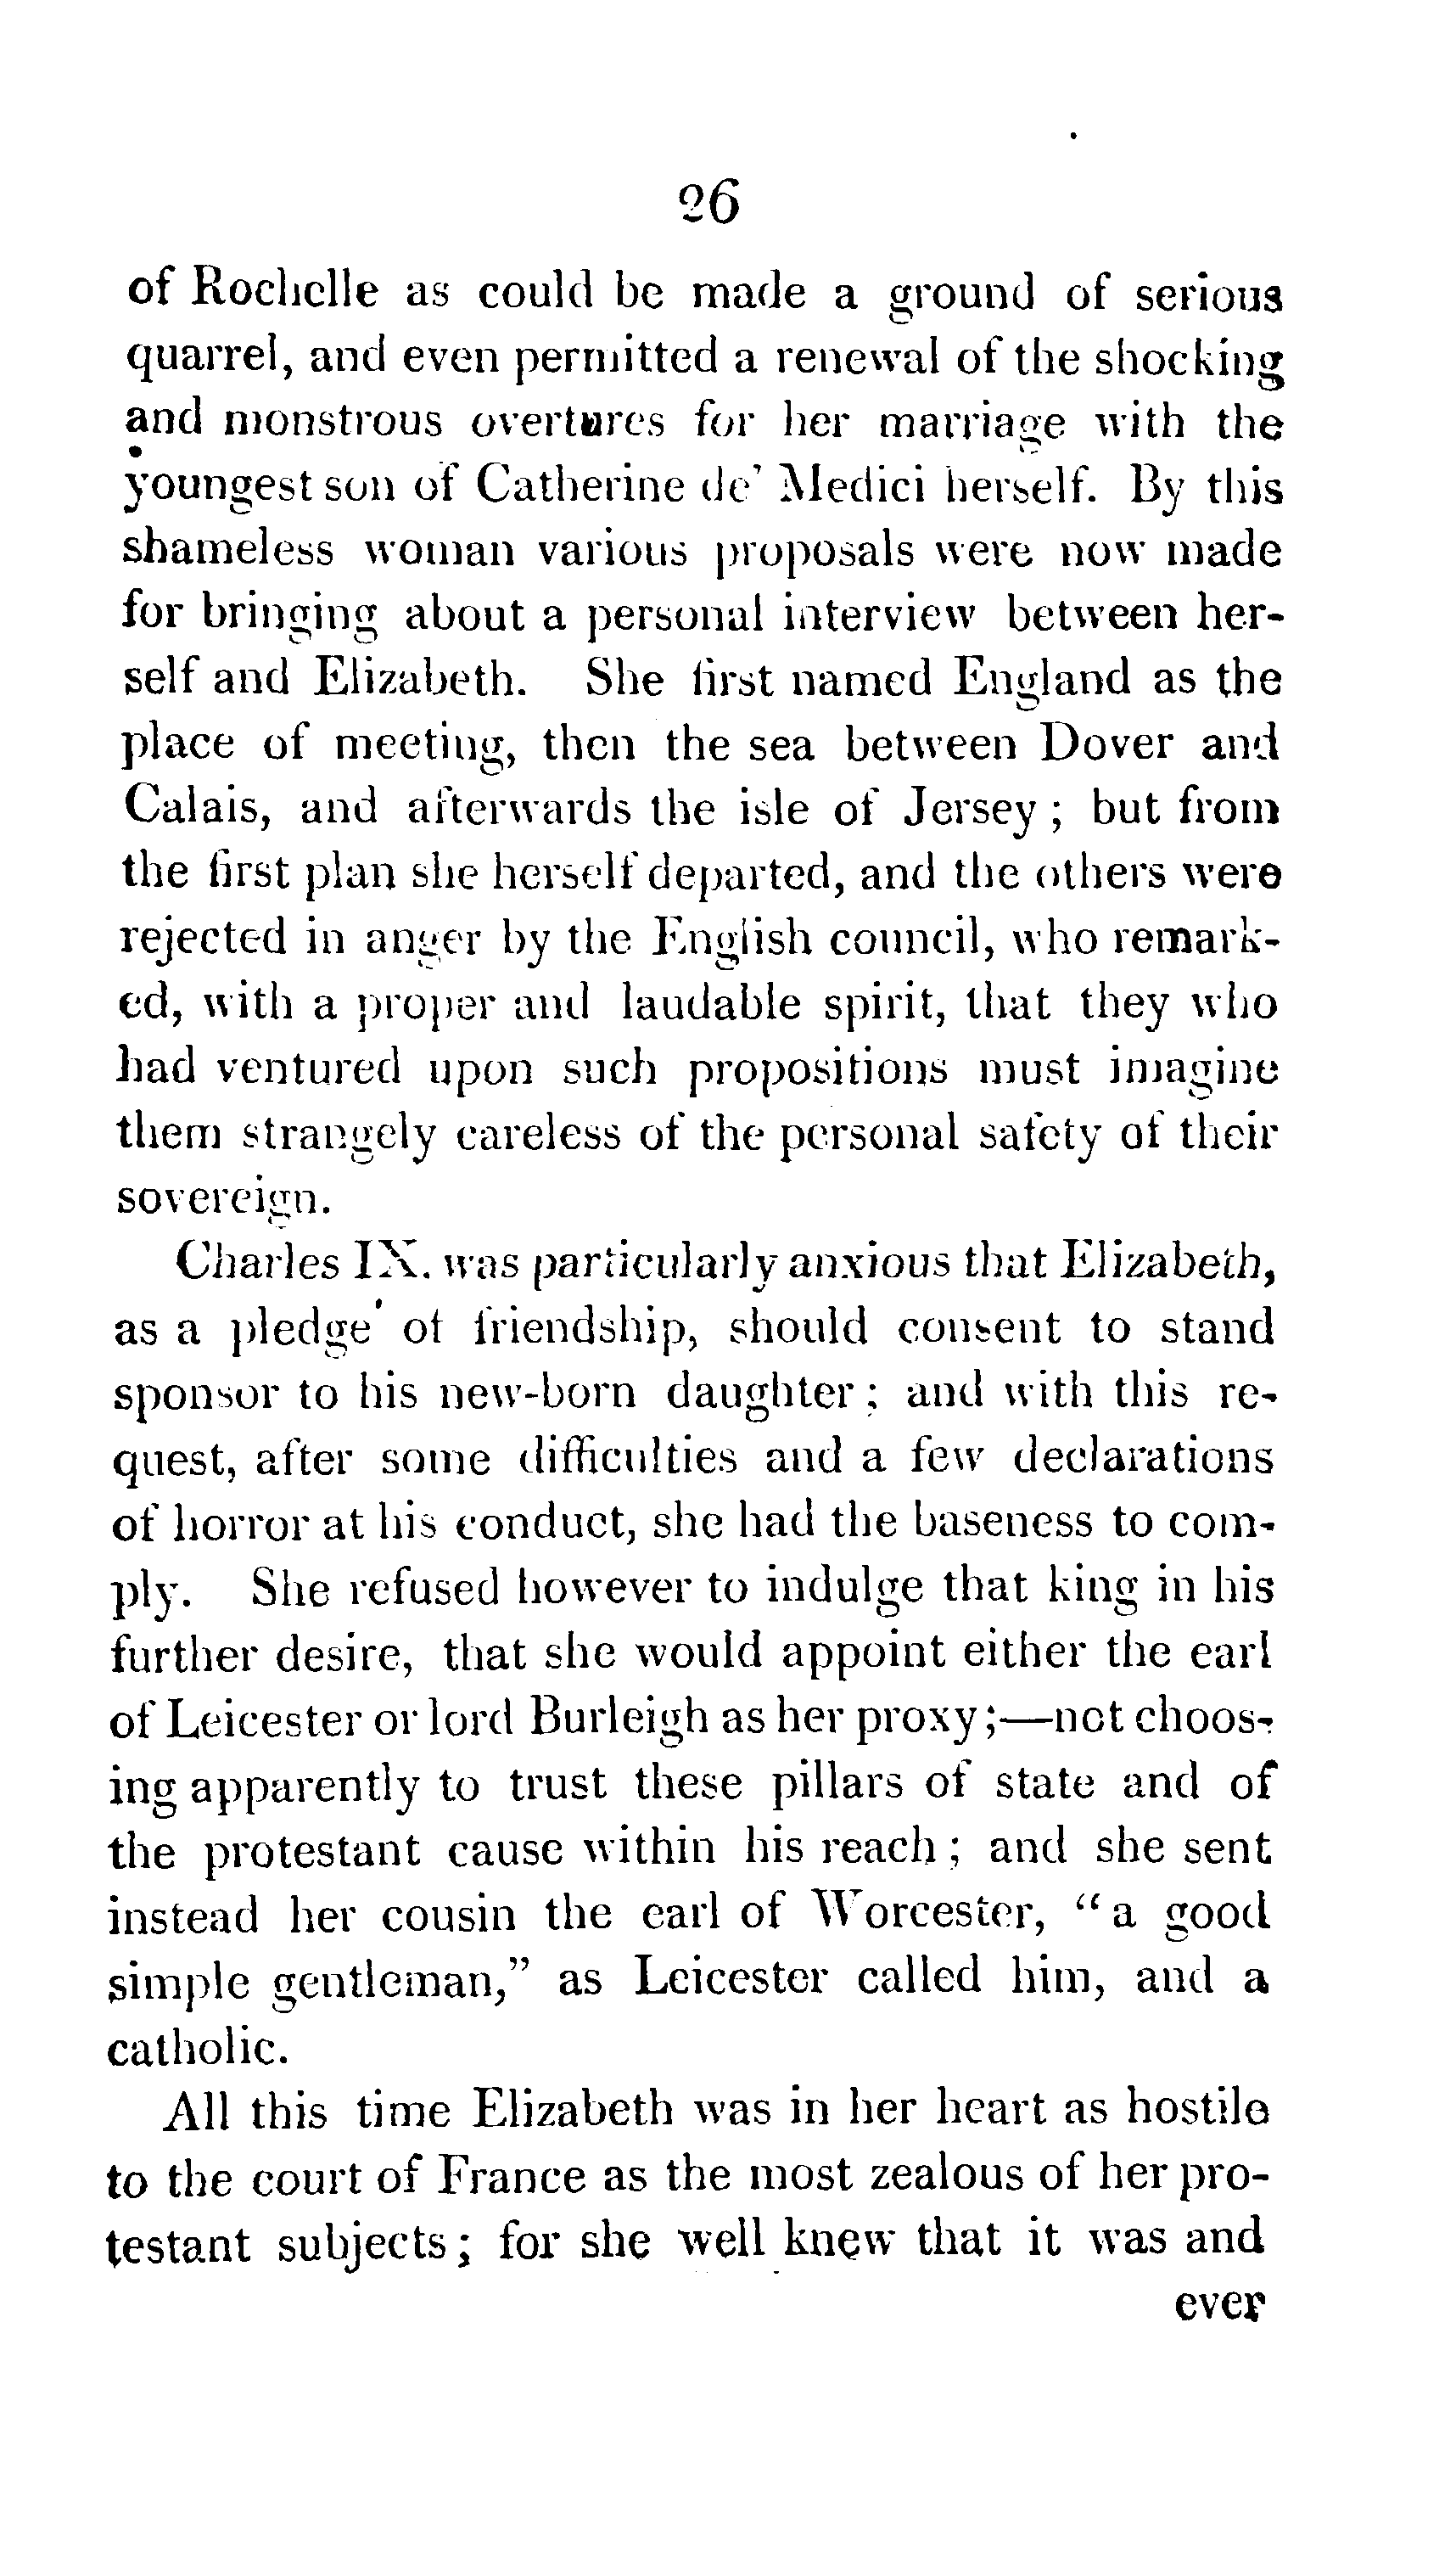 26
of Rochelle as could be made a ground of serious
quarrel, and even permitted a renewal of the shocking
and monstrous overtures for her marriage with the
youngest son of Catherine de' Medici herself. By this
shameless woman various proposals were now made
for bringing about a personal interview between her-
self and Elizabeth. She first named England as the
place of meeting, then the sea between Dover and
Calais, and afterwards the isle of Jersey; but from
the first plan she herself departed, and the others were
rejected in anger by the English council, who remark-
ed, with a proper and laudable spirit, that they who
had ventured upon such propositions must imagine
them strangely careless of the personal safety of their
sovereign.
Charles IX. was particularly anxious that Elizabeth,
as a pledge of friendship, should consent to stand
sponsor to his new-born daughter; and with this re-
quest, after some difficulties and a few declarations
of horror at his conduct, she had the baseness to com-
ply. She refused however to indulge that king in his
further desire, that she would appoint either the earl
of Leicester or lord Burleigh as her proxy;—not choos-
ing apparently to trust these pillars of state and of
the protestant cause within his reach; and she sent
instead her cousin the earl of Worcester, "a good
simple gentleman," as Leicester called him, and a
catholic.
All this time Elizabeth was in her heart as hostile
to the court of France as the most zealous of her pro-
testant subjects; for she well knew that it was and
ever